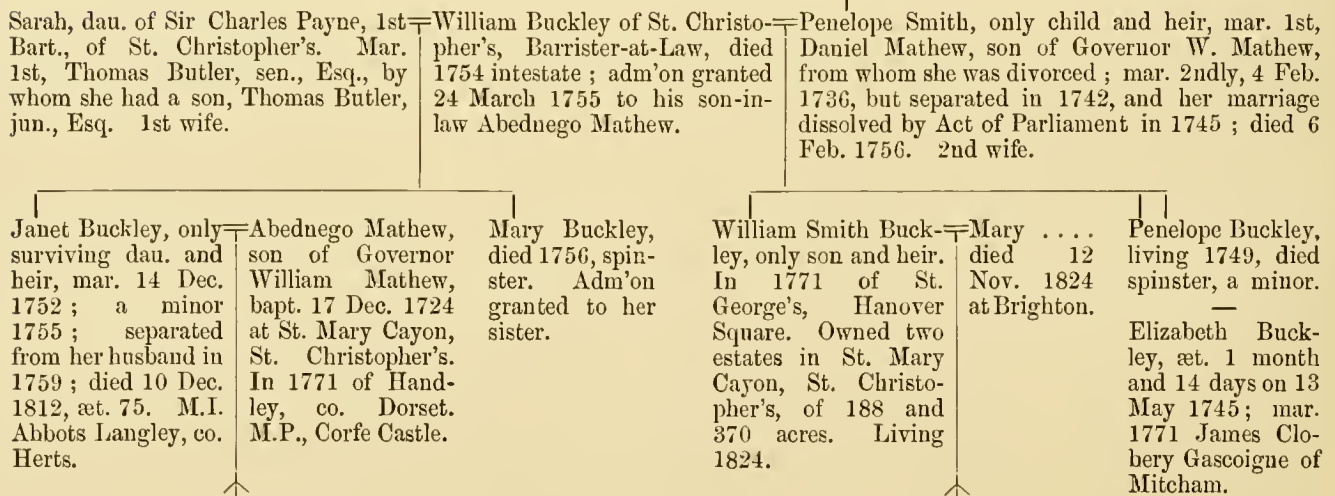 Sarah, dau. of Sir Charles Payne, 1st
Bart., of St. Christopher's. Mar.
1st, Thomas Butler, sen., Esq., by
whom she had a son, Thomas Butler,
jun., Esq. 1st wife.
William Buckley of St. Christo-
pher's, Barrister-at-Law, died
1754 intestate ; adm'on granted
24 March 1755 to his son-in-
law Abednego Mathew.
Penelope Smith, only child and heir, mar. 1st,
Daniel Mathew, son of Governor W. Mathew,
from whom she was divorced ; mar. 2ndly, 4 Feb.
1736, but separated in 1742, and her marriage
dissolved by Act of Parliament in 1745 ; died 6
Feb. 1756. 2nd wife.
Janet Buckley, only
surviving dau. and
heir, mar. 14 Dec.
1752 ; a minor
1755 ; separated
from her husband in
1759 ; died 10 Dec.
1812, æt. 75. M.I.
Abbots Langley, co.
Herts.
Abednego Mathew,
son of Governor
William Mathew,
bapt. 17 Dec. 1724
at St. Mary Cayon,
St. Christopher's.
In 1771 of Hand-
ley, co. Dorset.
M.P., Corfe Castle.
Mary Buckley,
died 1756, spin-
ster. Adm'on
granted to her
sister.
William Smith Buck-
ley, only son and heir.
In 1771 of St.
George's, Hanover
Square. Owned two
estates in St. Mary
Cayon, St. Christo-
pher's, of 188 and
370 acres. Living
1824.
Mary ....
died 12
Nov. 1824
at Brighton.
Penelope Buckley,
living 1749, died
spinster, a minor.
—
Elizabeth Buck-
ley, æt. 1 month
and 14 days on 13
May 1745 ; mar.
1771 James Clo-
bery Gascoigne of
Mitcham.